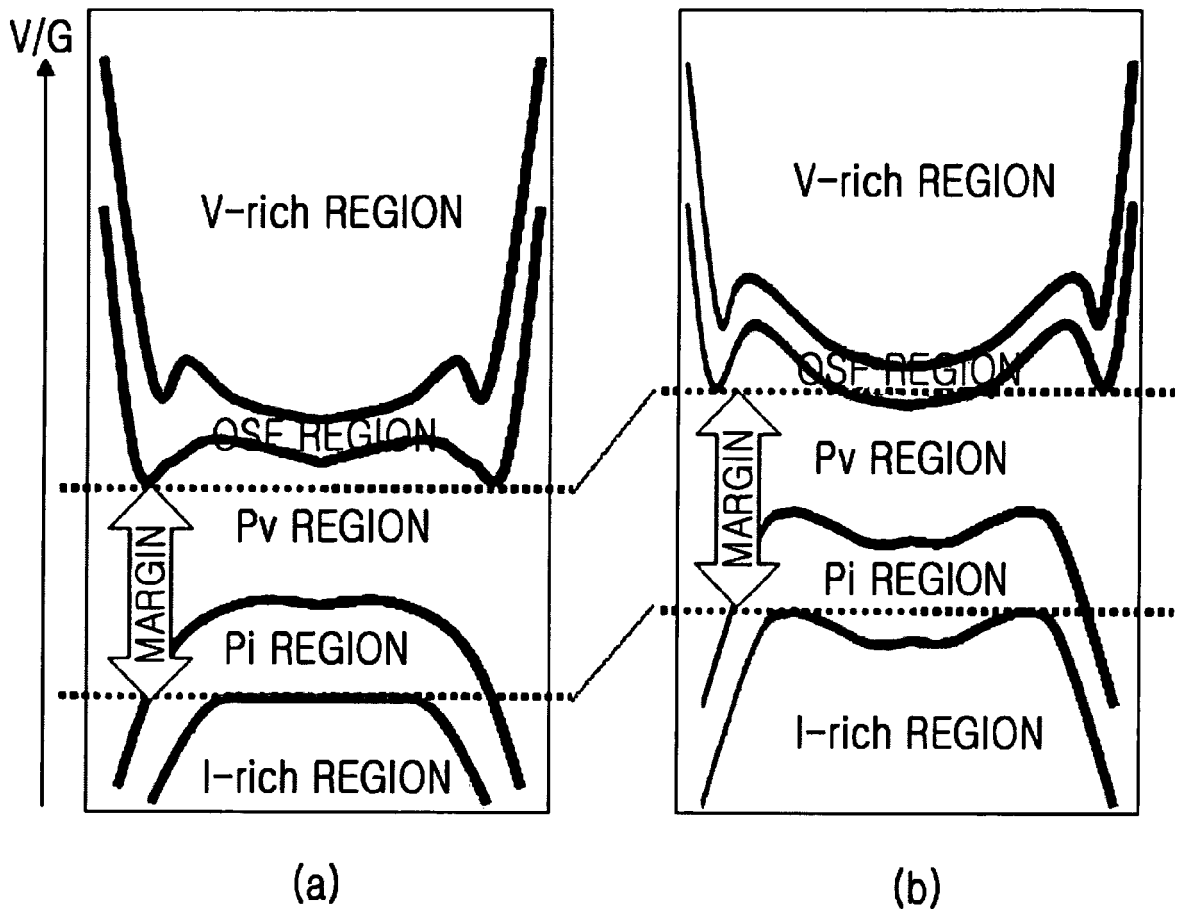 V/G
V-rich REGION
OSF REGION
Pv REGION
MARGIN
Pi REGION
I-rich REGION
(a)
V-rich REGION
OSF REGION
Pv REGION
MARGIN
Pi REGION
I-rich REGION
(b)